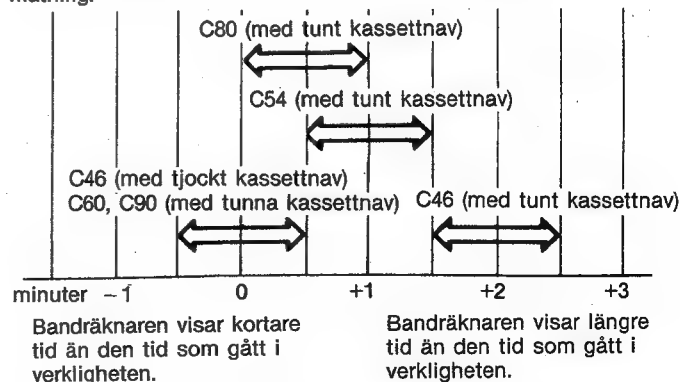 matning.
C80 (med tunt kassettnav)
C54 (med tunt kassettnav)
C46 (med tjockt kassettnav)
C60, C90 (med tunna kassettnav)
C46 (med tunt kassettnav)
minuter -1 0 +1 +2 +3
Bandräknaren visar kortare
tid än den tid som gått i
verkligheten.
Bandräknaren visar längre
tid än den tid som gått i
verkligheten.